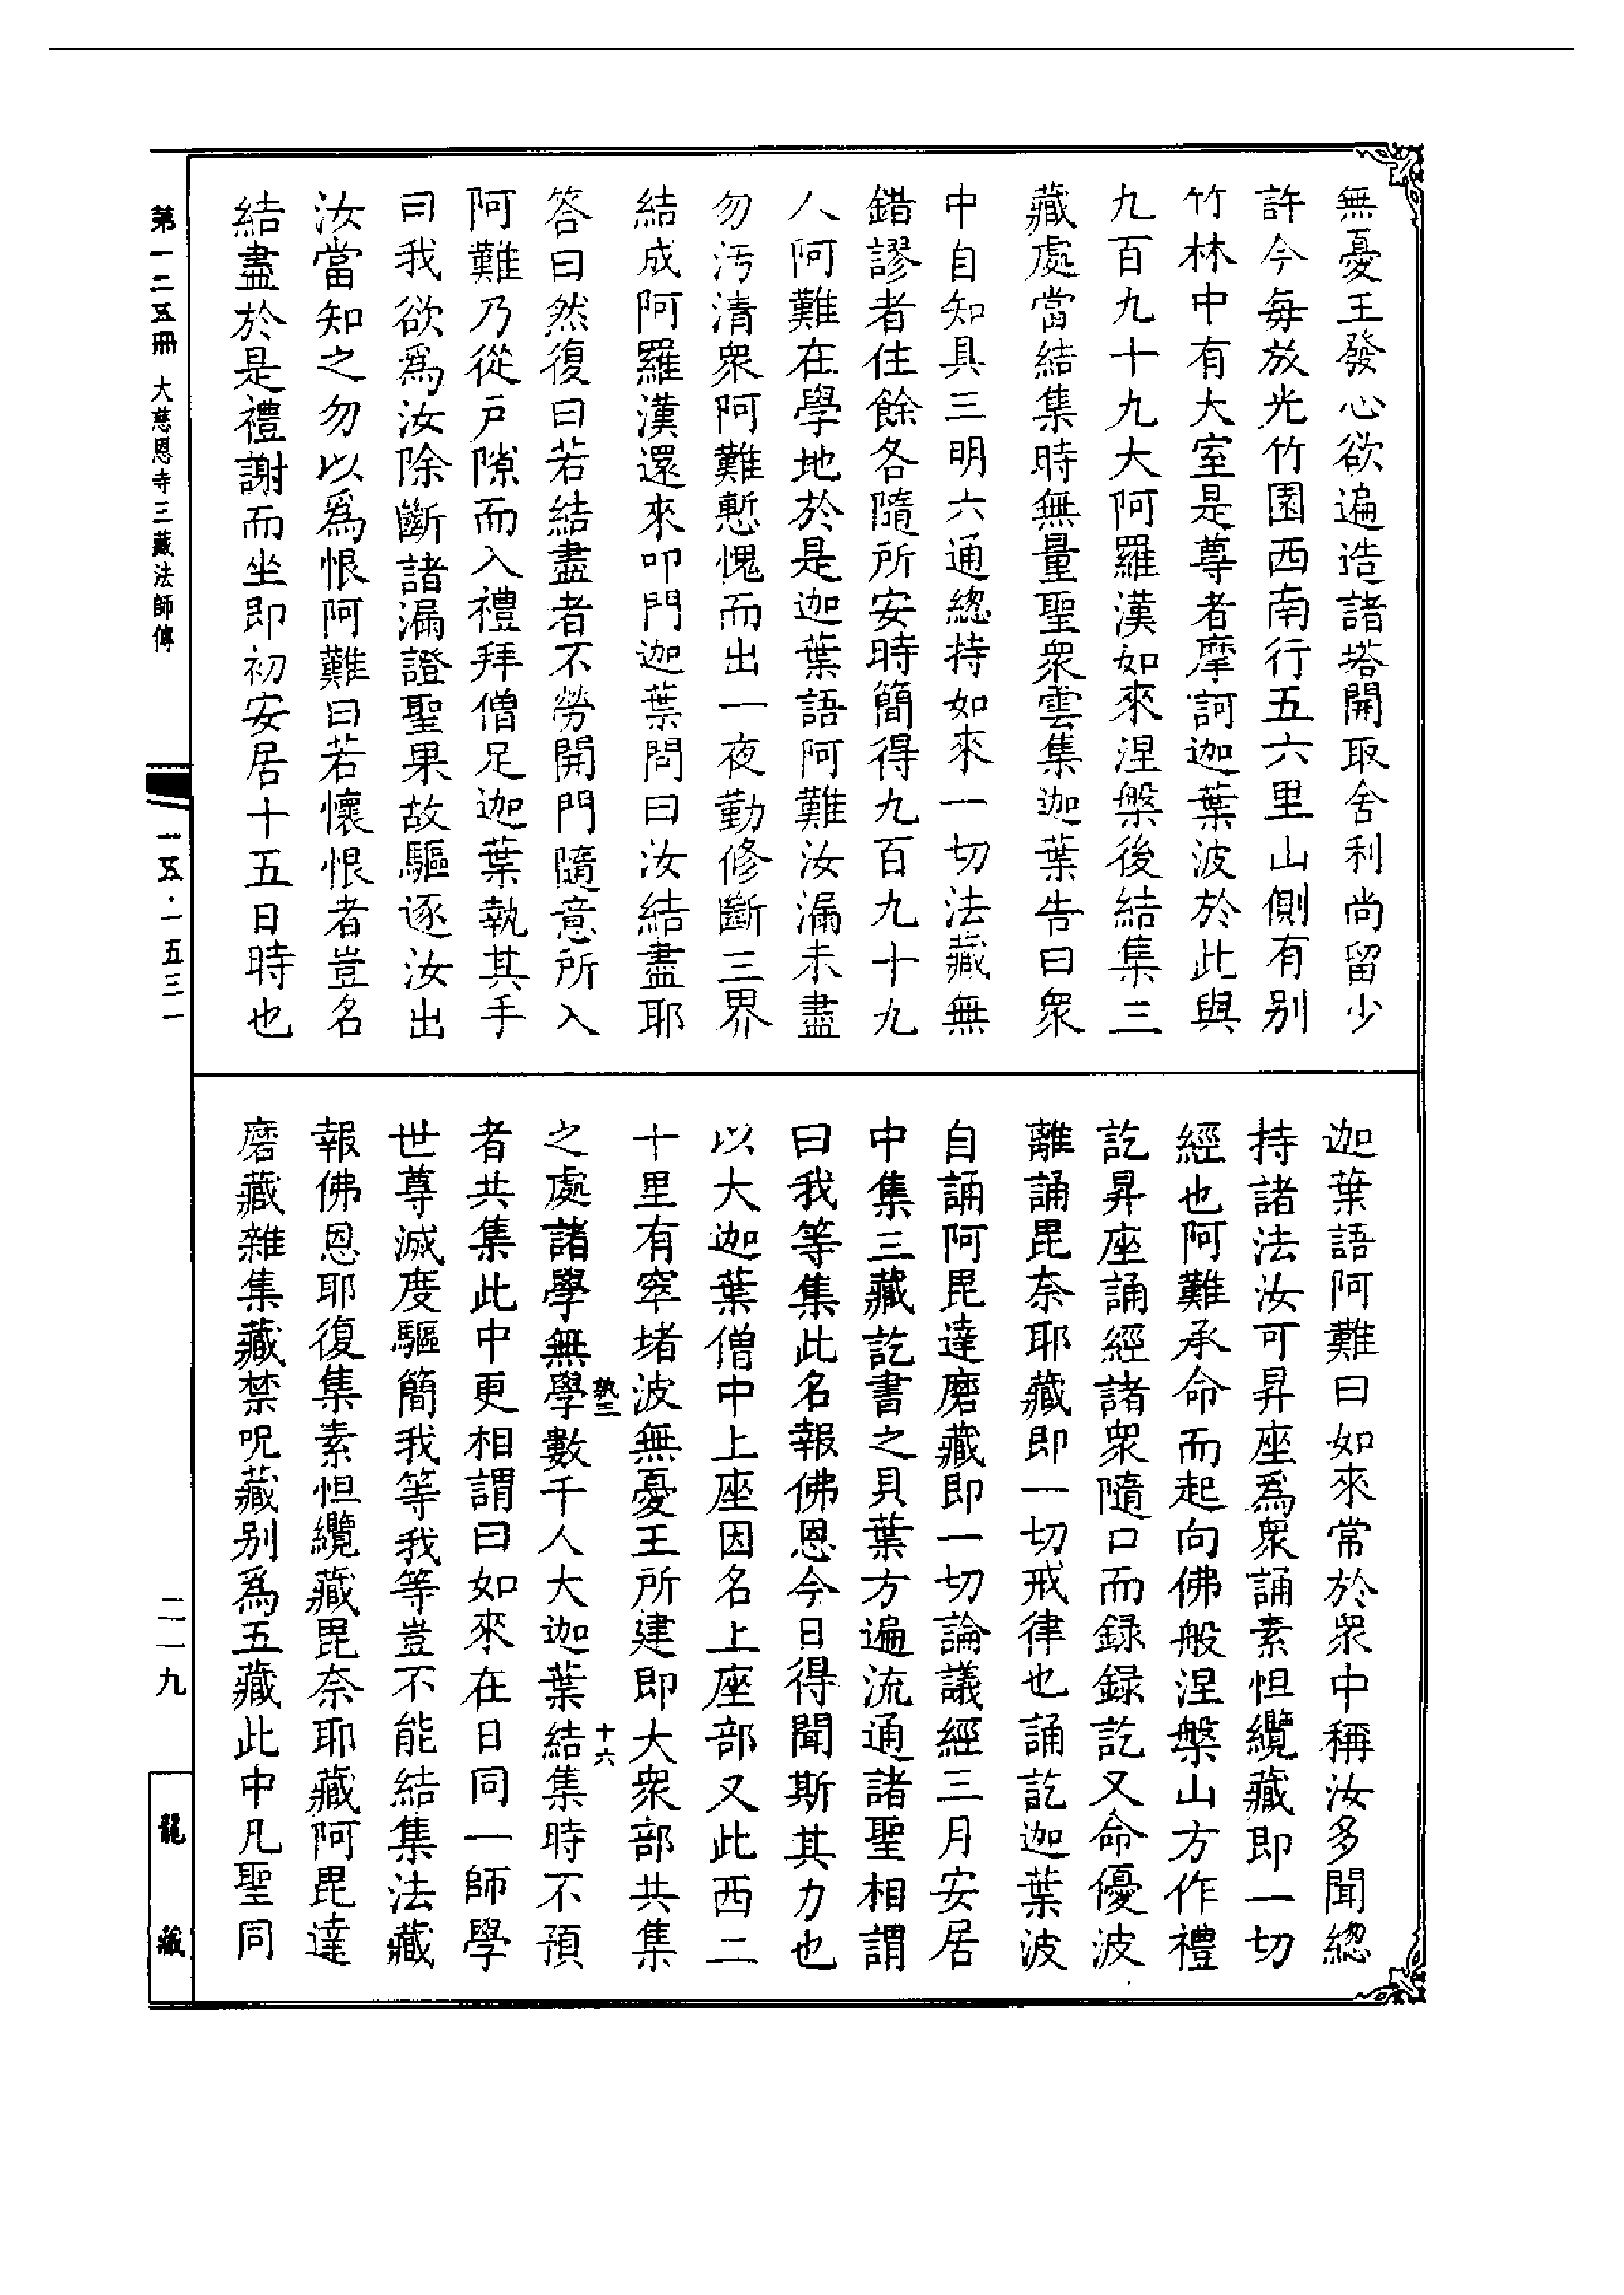 無憂王發心欲遍造諸塔開取舍利尚留少
許今每放光竹園西南行五六里山側有别
竹林中有大室是尊者摩訶迦葉波於此與
九百九十九大阿羅漢如來涅槃後結集三
藏處當結集時無量聖衆雲集迦葉告曰衆
中自知具三明六通總持如來一切法藏無
錯謬者住餘各隨所安時簡得九百九十九
人阿難在學地於是迦葉語阿難汝漏未盡
勿汚清衆阿難慙愧而出一夜勤修斷三界
結成阿羅漢還來叩門迦葉問曰汝結盡耶
答曰然復曰若結盡者不勞開門隨意所入
阿難乃從戶隙而入禮拜僧足迦葉執其手
曰我欲爲汝除斷諸漏證聖果故驅逐汝出
汝當知之勿以爲恨阿難曰若懷恨者豈名
結盡於是禮謝而坐即初安居十五日時也
迦葉語阿難曰如來常於衆中稱汝多聞總
持諸法汝可昇座爲衆誦素怛纜藏即一切
經也阿難承命而起向佛般涅槃山方作禮
訖昇座誦經諸衆隨口而録録訖又命優波
離誦毘奈耶藏即一切戒律也誦訖迦葉波
自誦阿毘達磨藏即一切論議經三月安居
中集三藏訖書之貝葉方遍流通諸聖相謂
曰我等集此名報佛恩今日得聞斯其力也
以大迦葉僧中上座因名上座部又此西二
十里有窣堵波無憂王所建即大衆部共集
孰三
十六
之處諸學無學數千人大迦葉結集時不預
者共集此中更相謂曰如來在日同一師學
世尊滅度驅簡我等我等豈不能結集法藏
報佛恩耶復集素怛纜藏毘奈耶藏阿毘達
磨藏雜集藏禁呪藏别爲五藏此中凡聖同
第一二五冊 大慈恩寺三藏法師傳
一五·一五三一
二一九
龍藏